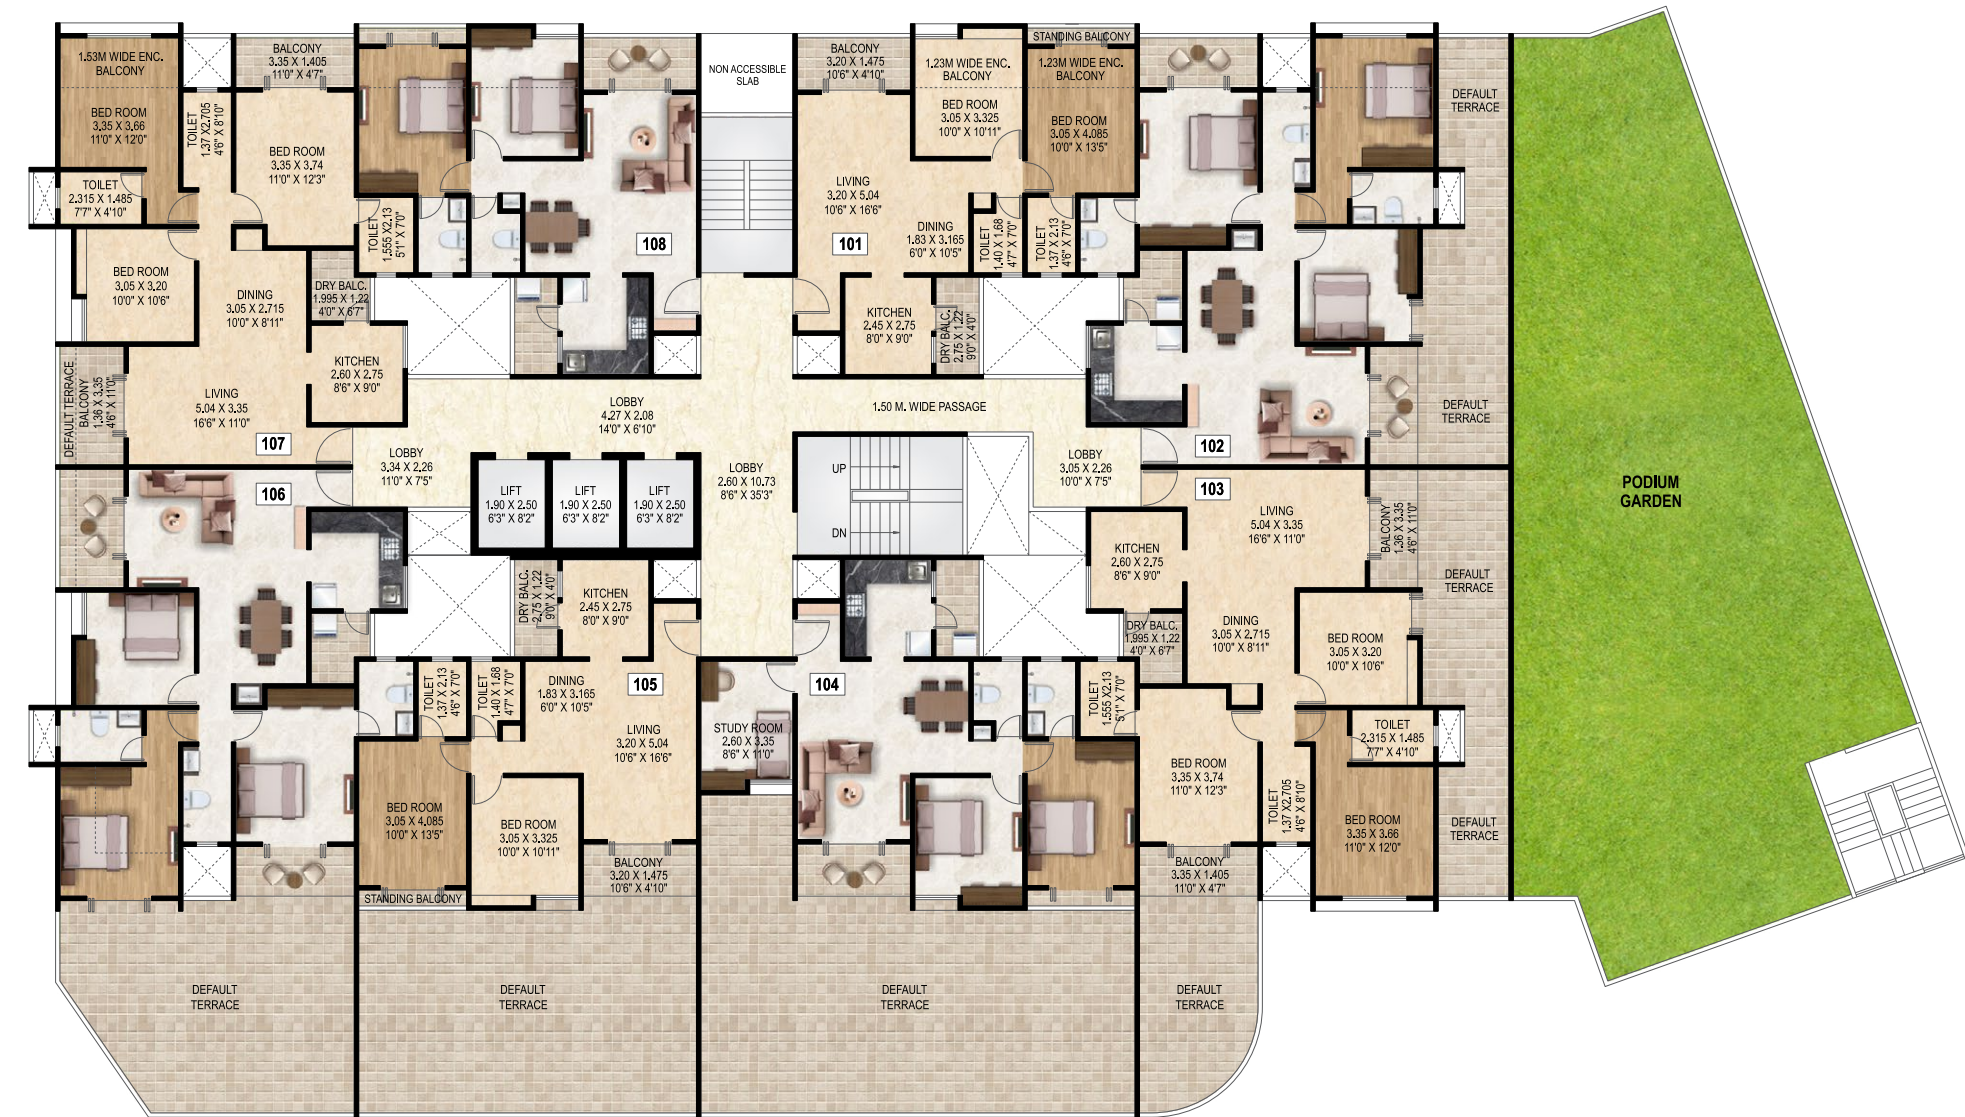 1.53M WIDE ENC.
BALCONY
BED ROOM
3.35 X 3.66
11'0" X 12'0"
TOILET
1.37 X2.705
4'6" X 8'10"
BALCONY
3.35 X 1.405
11'0" X 4'7"
BED ROOM
3.35 X 3.74
11'0" X 12'3"
TOILET
2.315 X 1.485
7'7" X 4'10"
TOILET
1.555 X2.13
5'1" X 7'0"
BED ROOM
3.05 X 3.20
10'0" X 10'6"
DINING
3.05 X 2.715
10'0" X 8'11"
DRY BALC.
1.995 X 1.22
4'0" X 6'7"
KITCHEN
2.60 X 2.75
8'6" X 9'0"
DEFAULT TERRACE
BALCONY
1.36 X 3.35
4'6" X 11'0"
LIVING
5.04 X 3.35
16'6" X 11'0"
107
108
NON ACCESSIBLE
SLAB
BALCONY
3.20 X 1.475
10'6" X 4'10"
1.23M WIDE ENC.
BALCONY
BED ROOM
3.05 X 3.325
10'0" X 10'11"
STANDING BALCONY
1.23M WIDE ENC.
BALCONY
BED ROOM
3.05 X 4.085
10'0" X 13'5"
LIVING
3.20 X 5.04
10'6" X 16'6"
101
DINING
1.83 X 3.165
6'0" X 10'5"
TOILET
1.40 X 1.68
4'7" X 7'0"
TOILET
1.37 X 2.13
4'6" X 7'0"
KITCHEN
2.45 X 2.75
8'0" X 9'0"
DRY BALC.
2.75 X 1.22
9'0" X 4'0"
DEFAULT
TERRACE
DEFAULT
TERRACE
102
LOBBY
4.27 X 2.08
14'0" X 6'10"
1.50 M. WIDE PASSAGE
LOBBY
3.34 X 2.26
11'0" X 7'5"
LIFT
1.90 X 2.50
6'3" X 8'2"
LIFT
1.90 X 2.50
6'3" X 8'2"
LIFT
1.90 X 2.50
6'3" X 8'2"
LOBBY
2.60 X 10.73
8'6" X 35'3"
UP
DN
LOBBY
3.05 X 2.26
10'0" X 7'5"
PODIUM
GARDEN
106
103
LIVING
5.04 X 3.35
16'6" X 11'0"
BALCONY
1.36 X 3.35
4'6" X 11'0"
KITCHEN
2.60 X 2.75
8'6" X 9'0"
DEFAULT
TERRACE
DRY BALC.
1.995 X 1.22
4'0" X 6'7"
DINING
3.05 X 2.715
10'0" X 8'11"
BED ROOM
3.05 X 3.20
10'0" X 10'6"
DRY BALC.
2.75 X 1.22
9'0" X 4'0"
KITCHEN
2.45 X 2.75
8'0" X 9'0"
TOILET
1.37 X 2.13
4'6" X 7'0"
TOILET
1.40 X 1.68
4'7" X 7'0"
DINING
1.83 X 3.165
6'0" X 10'5"
105
LIVING
3.20 X 5.04
10'6" X 16'6"
104
STUDY ROOM
2.60 X 3.35
8'6" X 11'0"
TOILET
1.555 X2.13
5'1" X 7'0"
TOILET
2.315 X 1.485
7'7" X 4'10"
BED ROOM
3.35 X 3.74
11'0" X 12'3"
TOILET
1.37 X2.705
4'6" X 8'10"
BED ROOM
3.35 X 3.66
11'0" X 12'0"
DEFAULT
TERRACE
BED ROOM
3.05 X 4.085
10'0" X 13'5"
BED ROOM
3.05 X 3.325
10'0" X 10'11"
STANDING BALCONY
BALCONY
3.20 X 1.475
10'6" X 4'10"
BALCONY
3.35 X 1.405
11'0" X 4'7"
DEFAULT
TERRACE
DEFAULT
TERRACE
DEFAULT
TERRACE
DEFAULT
TERRACE